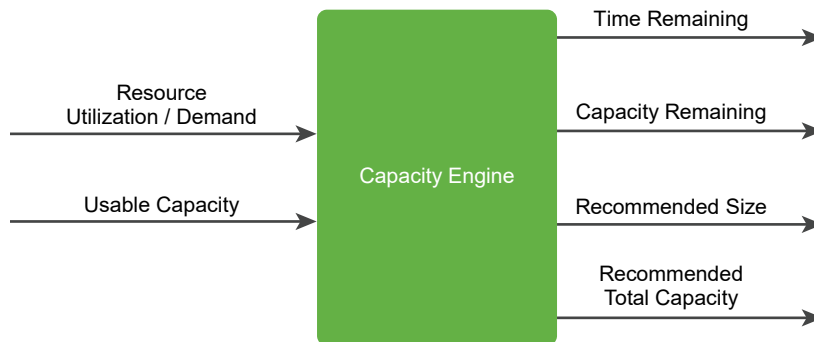 Resource
Utilization / Demand
Usable Capacity
Capacity Engine
Time Remaining
Capacity Remaining
Recommended Size
Recommended
Total Capacity